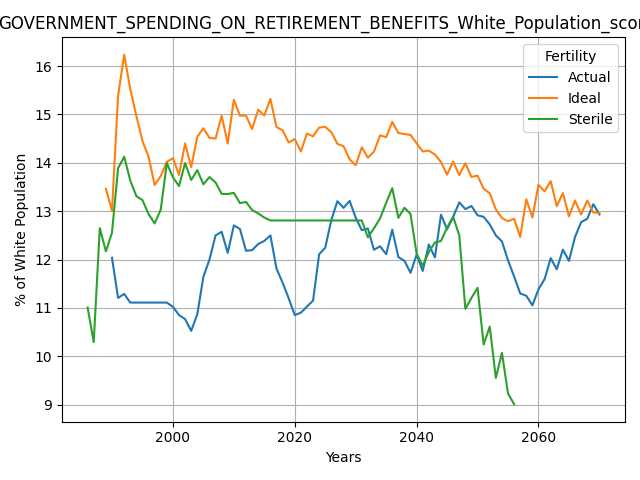 GOVERNMENT_SPENDING_ON_RETIREMENT_BENEFITS_White_Population_scor
Fertility
Actual
Ideal
Sterile
% of White Population
16
15
14
13
12
11
10
9
2000 2020 2040 2060
Years